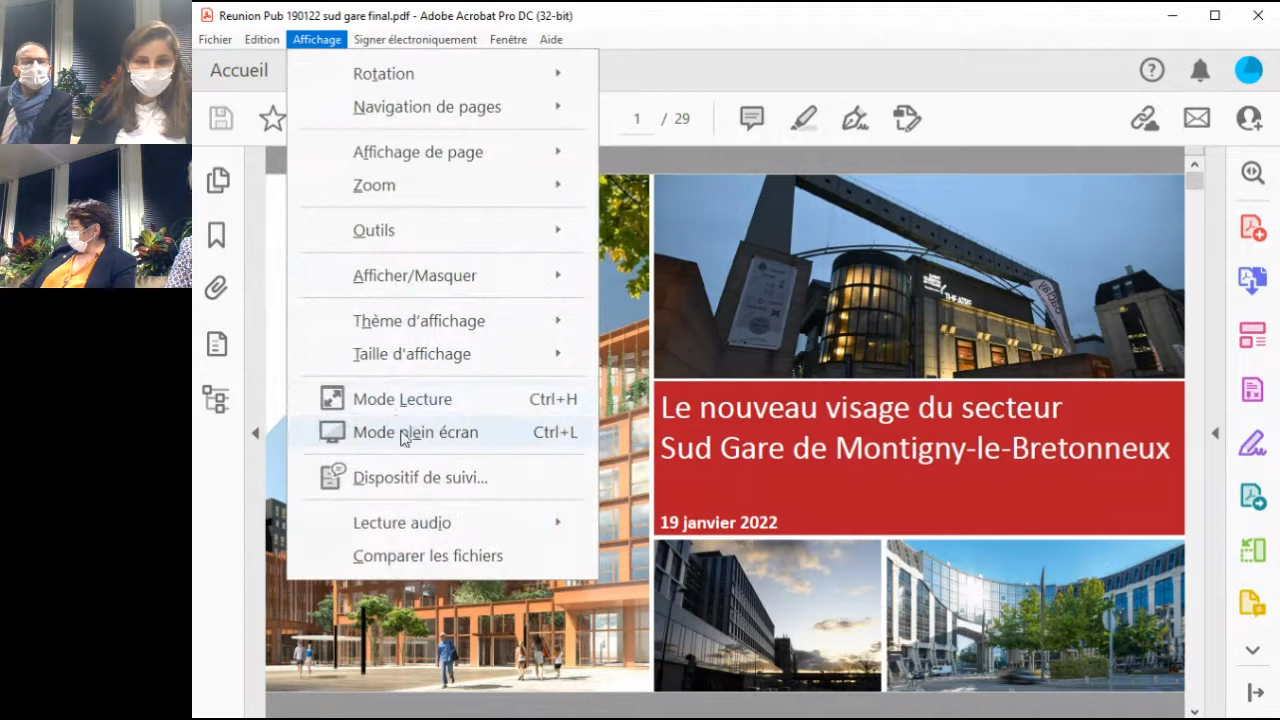 Reunion Pub 190122 sud gare final.pdf - Adobe Acrobat Pro DC (32-bit)
Fichier Edition Affichage Signer électroniquement Fenêtre Aide
Accueil
1 / 29
Rotation
Navigation de pages
Affichage de page
Zoom
Outils
Afficher/Masquer
Thème d'affichage
Taille d'affichage
Mode Lecture Ctrl+H
Mode plein écran Ctrl+L
Dispositif de suivi...
Lecture audio
Comparer les fichiers
THÉATRE
Le nouveau visage du secteur
Sud Gare de Montigny-le-Bretonneux
19 janvier 2022